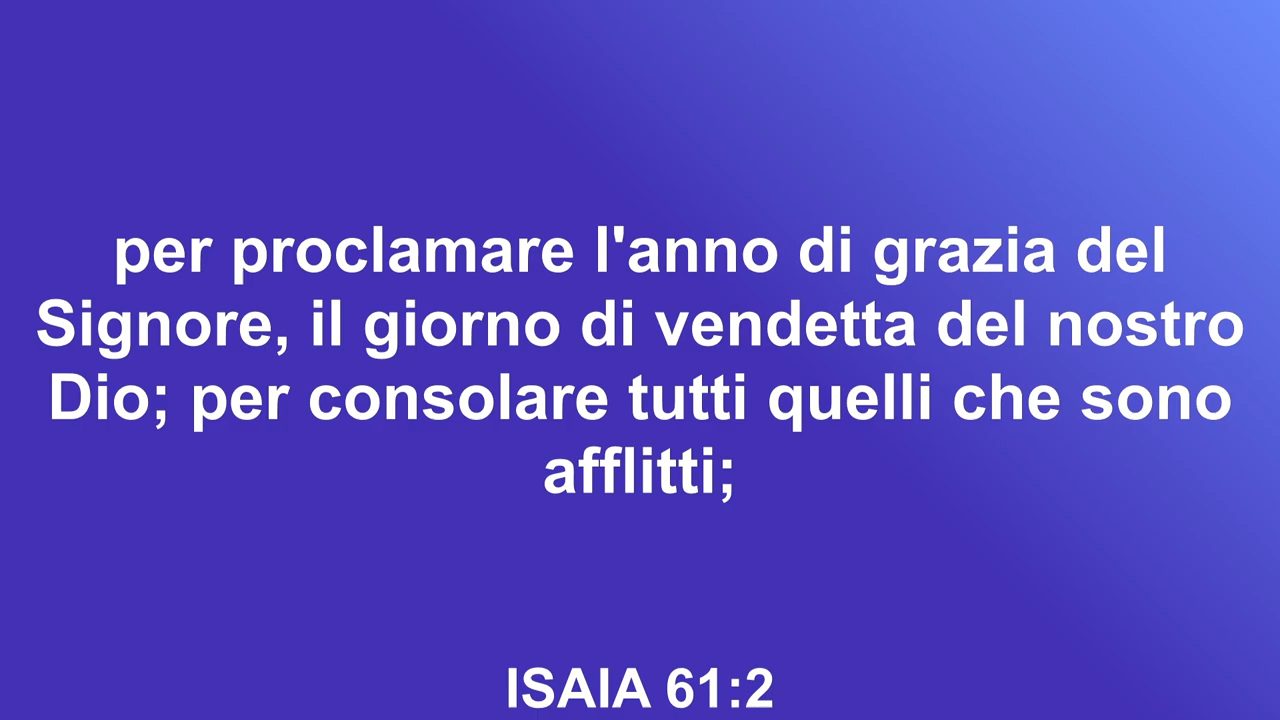 per proclamare l'anno di grazia del
Signore, il giorno di vendetta del nostro
Dio; per consolare tutti quelli che sono
afflitti;
ISAIA 61:2